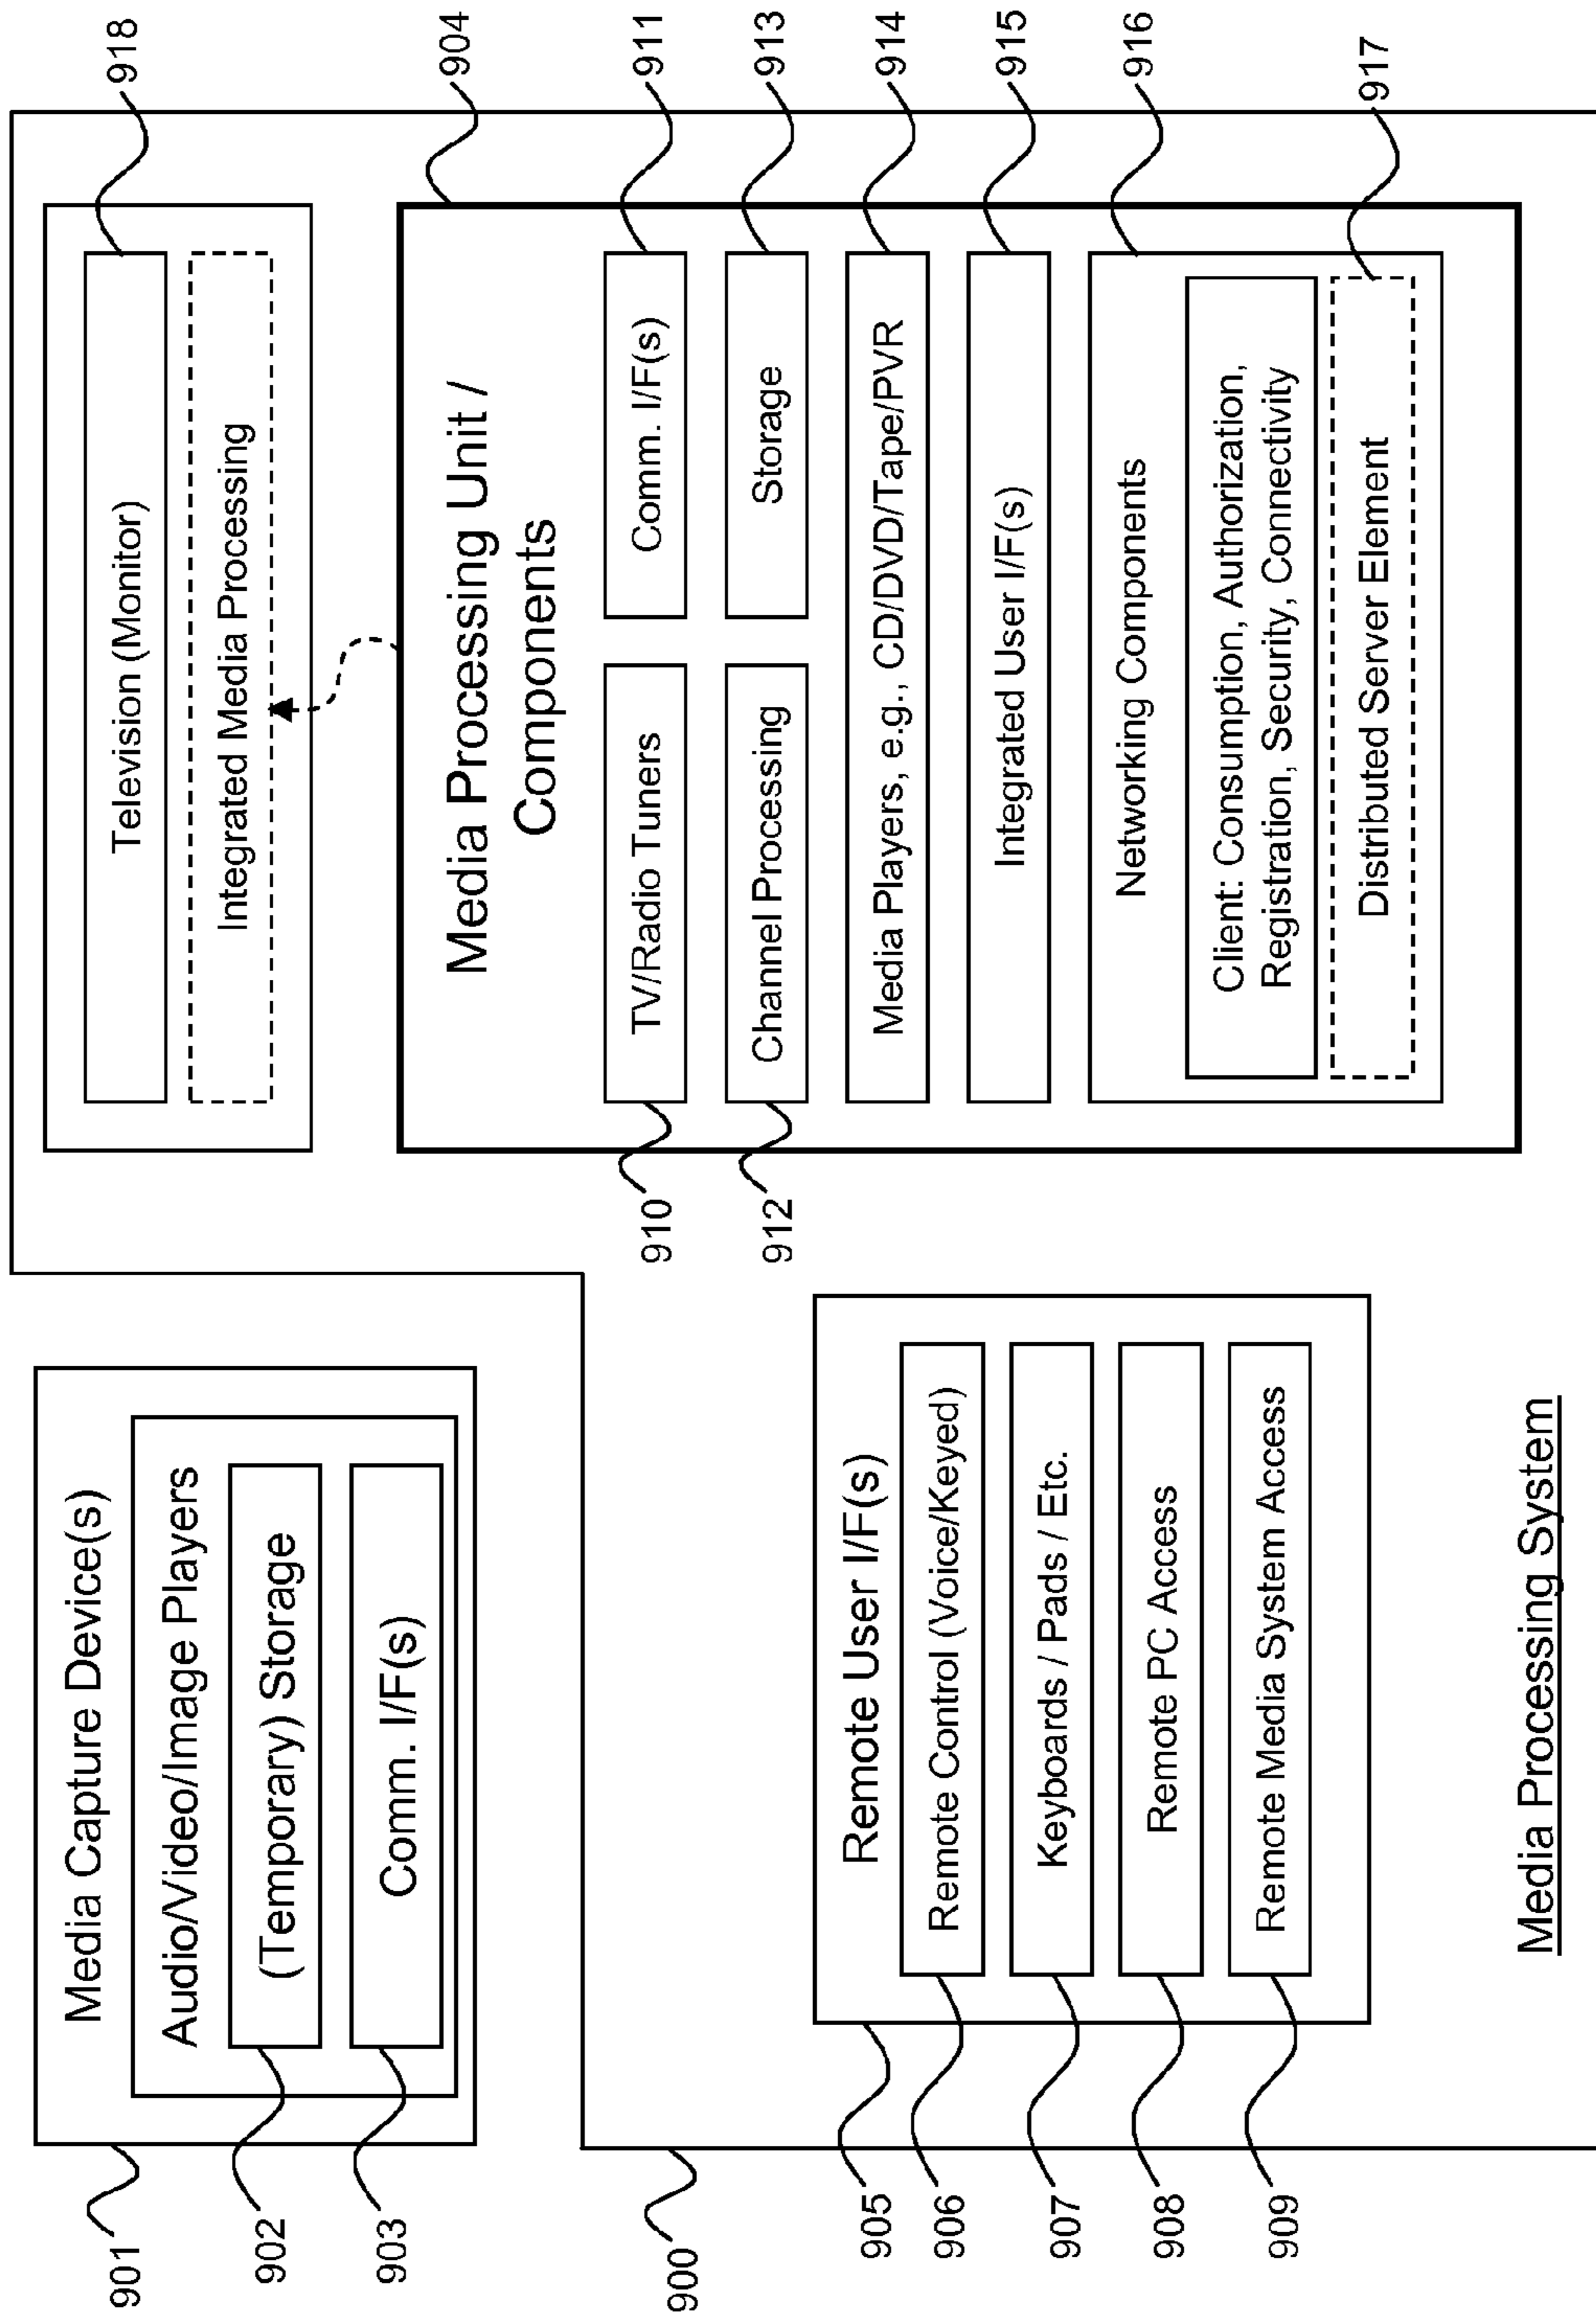 901
Media Capture Device(s)
Audio/Video/Image Players
902
(Temporary) Storage
903
Comm. I/F(s)
900
905
Remote User I/F(s)
906
Remote Control (Voice/Keyed)
907
Keyboards / Pads / Etc.
908
Remote PC Access
909
Remote Media System Access
Media Processing System
918
Television (Monitor)
Integrated Media Processing
904
Media Processing Unit /
Components
910
TV/Radio Tuners
Comm. I/F(s)
911
912
Channel Processing
Storage
913
Media Players, e.g., CD/DVD/Tape/PVR
914
Integrated User I/F(s)
915
Networking Components
916
Client: Consumption, Authorization,
Registration, Security, Connectivity
Distributed Server Element
917